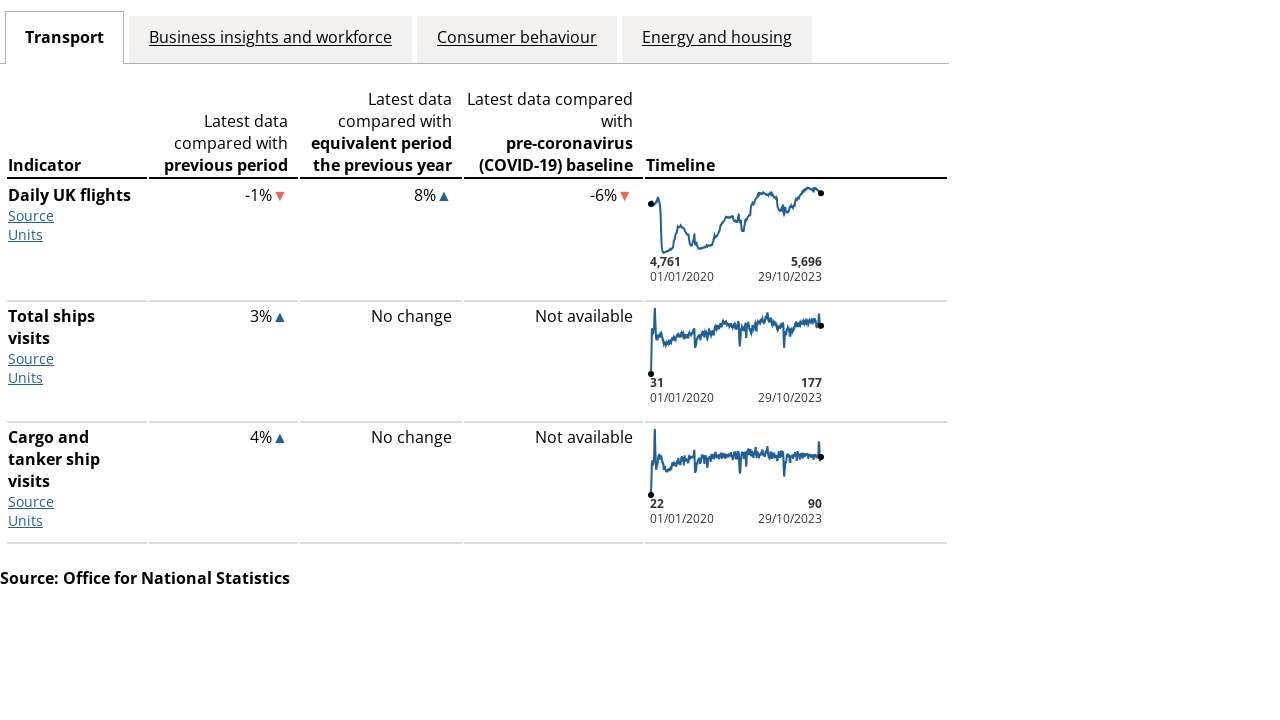 Transport
Business insights and workforce
Consumer behaviour
Energy and housing
Indicator
Latest data
compared with
previous period
Latest data
compared with
equivalent period
the previous year
Latest data compared
with
pre-coronavirus
(COVID-19) baseline
Timeline
Daily UK flights
Source
Units
-1%▼
8%▲
-6%▼
4,761 5,696
01/01/2020 29/10/2023
Total ships
visits
Source
Units
3%▲
No change
Not available
31 177
01/01/2020 29/10/2023
Cargo and
tanker ship
visits
Source
Units
4%▲
No change
Not available
22 90
01/01/2020 29/10/2023
Source: Office for National Statistics